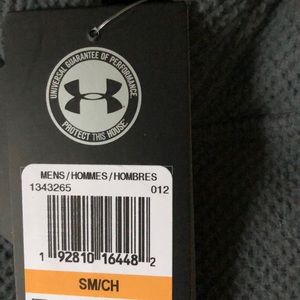 UNIVERSAL GUARANTEE OF PERFORMANCE
PROTECT THIS HOUSE
MENS/HOMMES/HOMBRES
1343265 012
1 92810 16448 2
SM/CH